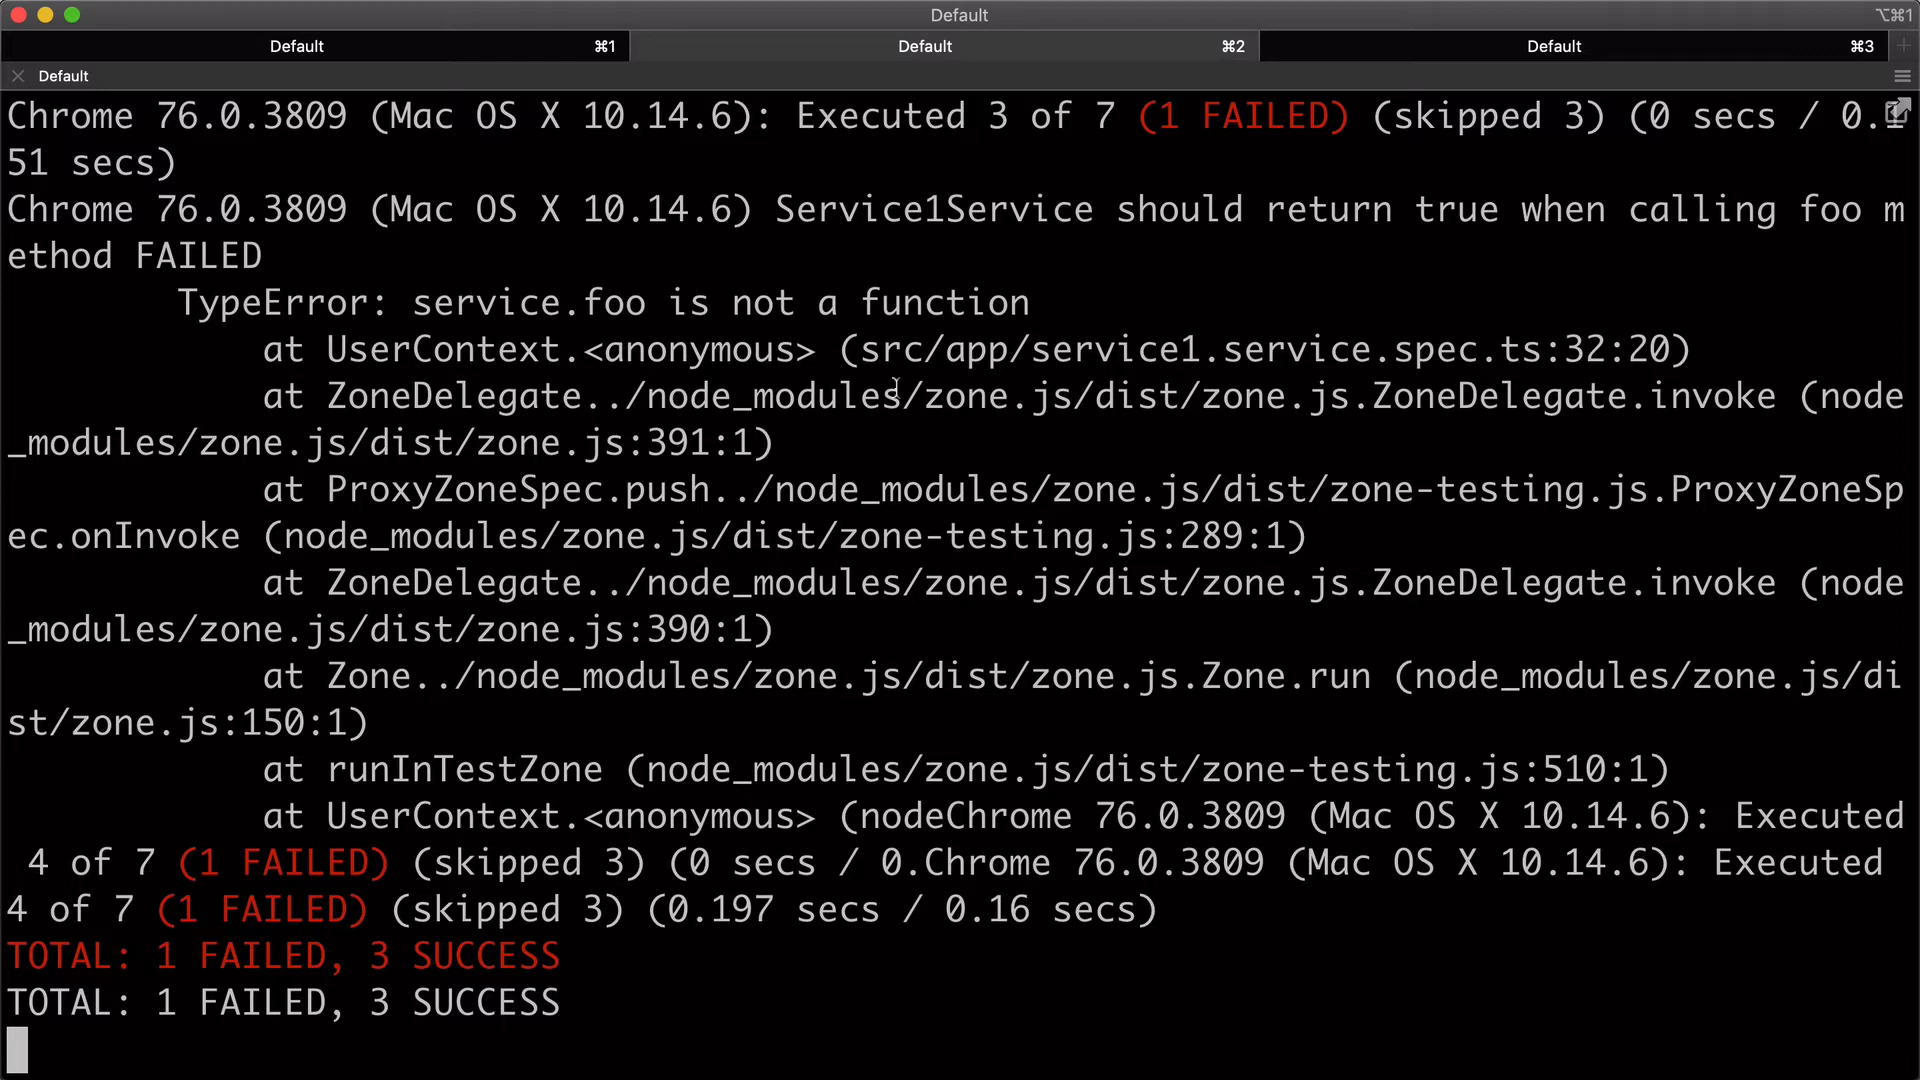 Default
⌥⌘1
Default ⌘1 Default ⌘2 Default ⌘3
Default
Chrome 76.0.3809 (Mac OS X 10.14.6): Executed 3 of 7 (1 FAILED) (skipped 3) (0 secs / 0.1
51 secs)
Chrome 76.0.3809 (Mac OS X 10.14.6) Service1Service should return true when calling foo m
ethod FAILED
TypeError: service.foo is not a function
at UserContext.<anonymous> (src/app/service1.service.spec.ts:32:20)
at ZoneDelegate../node_modules/zone.js/dist/zone.js.ZoneDelegate.invoke (node
_modules/zone.js/dist/zone.js:391:1)
at ProxyZoneSpec.push../node_modules/zone.js/dist/zone-testing.js.ProxyZoneSp
ec.onInvoke (node_modules/zone.js/dist/zone-testing.js:289:1)
at ZoneDelegate../node_modules/zone.js/dist/zone.js.ZoneDelegate.invoke (node
_modules/zone.js/dist/zone.js:390:1)
at Zone../node_modules/zone.js/dist/zone.js.Zone.run (node_modules/zone.js/di
st/zone.js:150:1)
at runInTestZone (node_modules/zone.js/dist/zone-testing.js:510:1)
at UserContext.<anonymous> (nodeChrome 76.0.3809 (Mac OS X 10.14.6): Executed
4 of 7 (1 FAILED) (skipped 3) (0 secs / 0.Chrome 76.0.3809 (Mac OS X 10.14.6): Executed
4 of 7 (1 FAILED) (skipped 3) (0.197 secs / 0.16 secs)
TOTAL: 1 FAILED, 3 SUCCESS
TOTAL: 1 FAILED, 3 SUCCESS